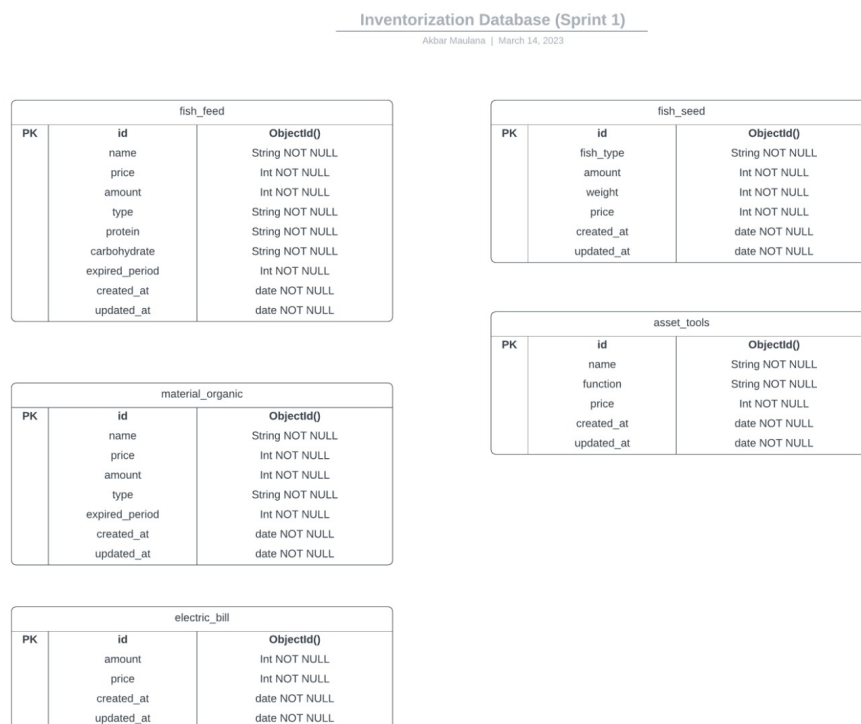 Inventorization Database (Sprint 1)
Akbar Maulana | March 14, 2023
fish_feed
PK id ObjectId()
name String NOT NULL
price Int NOT NULL
amount Int NOT NULL
type String NOT NULL
protein String NOT NULL
carbohydrate String NOT NULL
expired_period Int NOT NULL
created_at date NOT NULL
updated_at date NOT NULL
fish_seed
PK id ObjectId()
fish_type String NOT NULL
amount Int NOT NULL
weight Int NOT NULL
price Int NOT NULL
created_at date NOT NULL
updated_at date NOT NULL
asset_tools
PK id ObjectId()
name String NOT NULL
function String NOT NULL
price Int NOT NULL
created_at date NOT NULL
updated_at date NOT NULL
material_organic
PK id ObjectId()
name String NOT NULL
price Int NOT NULL
amount Int NOT NULL
type String NOT NULL
expired_period Int NOT NULL
created_at date NOT NULL
updated_at date NOT NULL
electric_bill
PK id ObjectId()
amount Int NOT NULL
price Int NOT NULL
created_at date NOT NULL
updated_at date NOT NULL